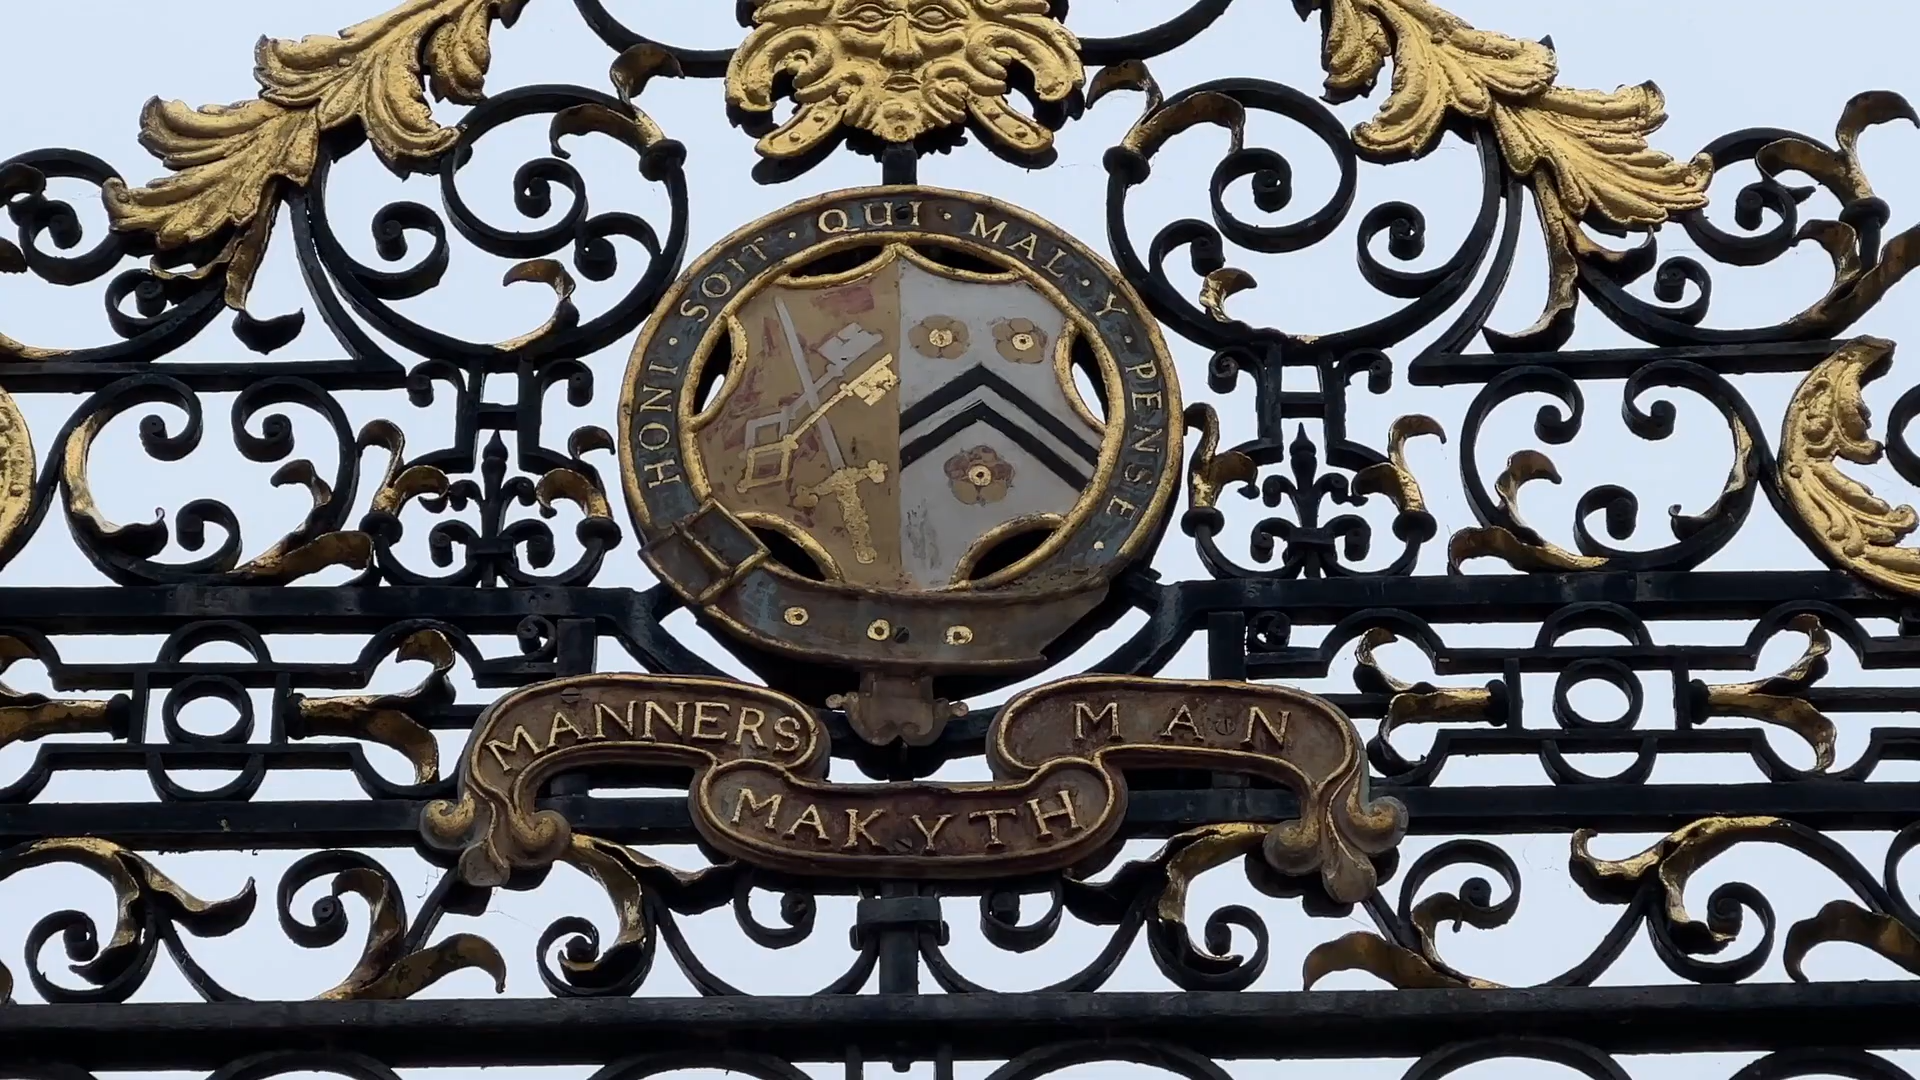 HONI · SOIT · QUI · MAL · Y · PENSE
MANNERS
MAKYTH
MAN